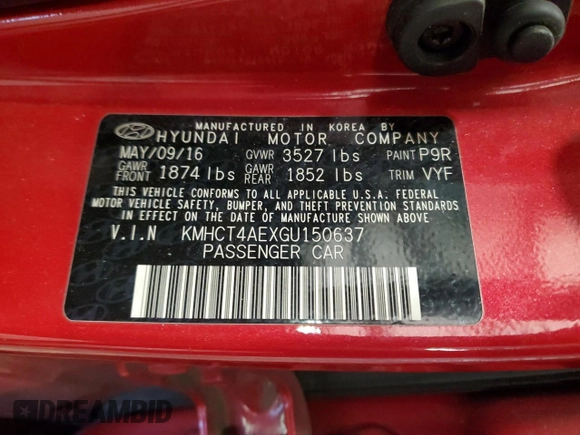 MANUFACTURED IN KOREA BY
HYUNDAI MOTOR COMPANY
MAY/09/16 GVWR 3527 lbs PAINT P9R
GAWR FRONT 1874 lbs GAWR REAR 1852 lbs TRIM VYF
THIS VEHICLE CONFORMS TO ALL APPLICABLE U.S.A. FEDERAL
MOTOR VEHICLE SAFETY, BUMPER, AND THEFT PREVENTION STANDARDS
IN EFFECT ON THE DATE OF MANUFACTURE SHOWN ABOVE
V.I.N KMHCT4AEXGU150637
PASSENGER CAR
DREAMBID